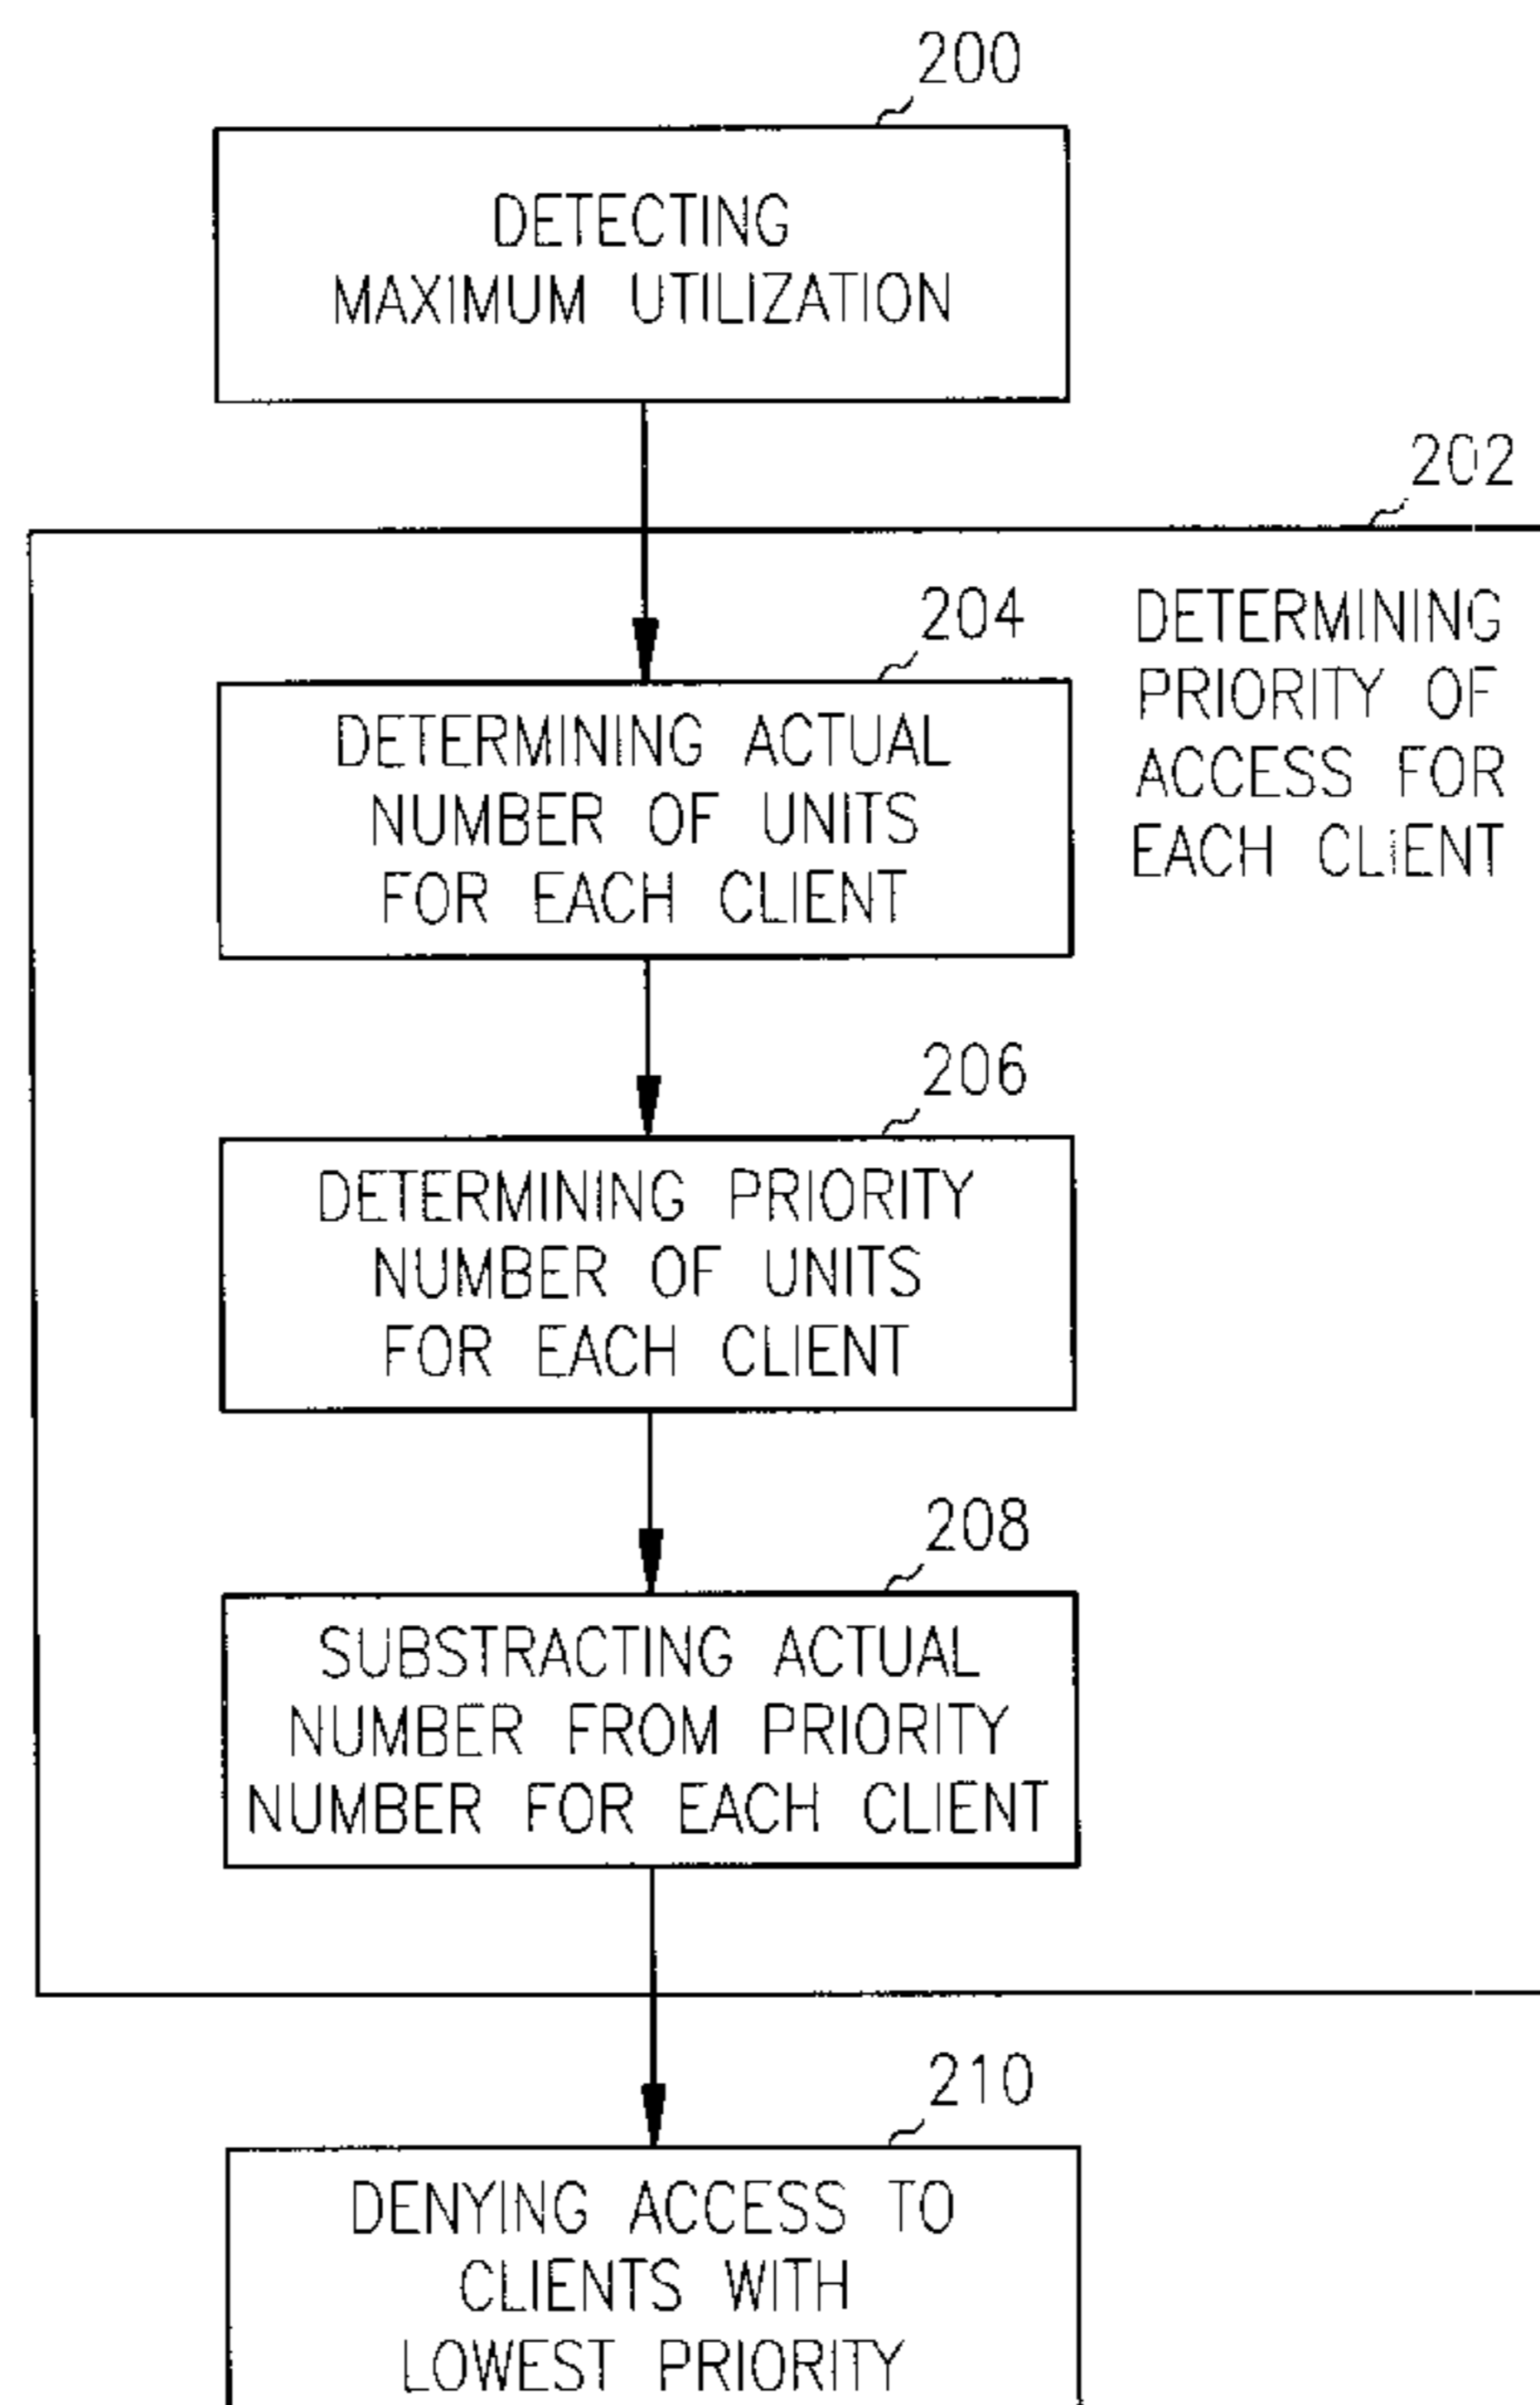 200
DETECTING
MAXIMUM UTILIZATION
202
DETERMINING
PRIORITY OF
ACCESS FOR
EACH CLIENT
204
DETERMINING ACTUAL
NUMBER OF UNITS
FOR EACH CLIENT
206
DETERMINING PRIORITY
NUMBER OF UNITS
FOR EACH CLIENT
208
SUBSTRACTING ACTUAL
NUMBER FROM PRIORITY
NUMBER FOR EACH CLIENT
210
DENYING ACCESS TO
CLIENTS WITH
LOWEST PRIORITY